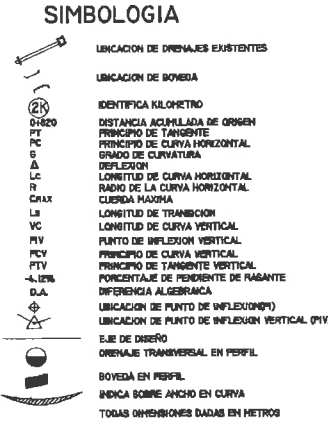 SIMBOLOGIA
UBICACION DE DRENAJES EXISTENTES
UBICACION DE BOVEDA
2K IDENTIFICA KILOMETRO
0+820 DISTANCIA ACUMULADA DE ORIGEN
PT PRINCIPIO DE TANGENTE
PC PRINCIPIO DE CURVA HORIZONTAL
G GRADO DE CURVATURA
Δ DEFLEXION
LC LONGITUD DE CURVA HORIZONTAL
R RADIO DE LA CURVA HORIZONTAL
CMAX CUERDA MAXIMA
LS LONGITUD DE TRANSICION
VC LONGITUD DE CURVA VERTICAL
PIV PUNTO DE INFLEXION VERTICAL
PCV PRINCIPIO DE CURVA VERTICAL
PTV PRINCIPIO DE TANGENTE VERTICAL
-4.12% PORCENTAJE DE PENDIENTE DE RASANTE
D.A. DIFERENCIA ALGEBRAICA
UBICACION DE PUNTO DE INFLEXION(PI)
UBICACION DE PUNTO DE INFLEXION VERTICAL (PIV
EJE DE DISEÑO
DRENAJE TRANSVERSAL EN PERFIL
BOVEDA EN PERFIL
INDICA SOBRE ANCHO EN CURVA
TODAS DIMENSIONES DADAS EN METROS